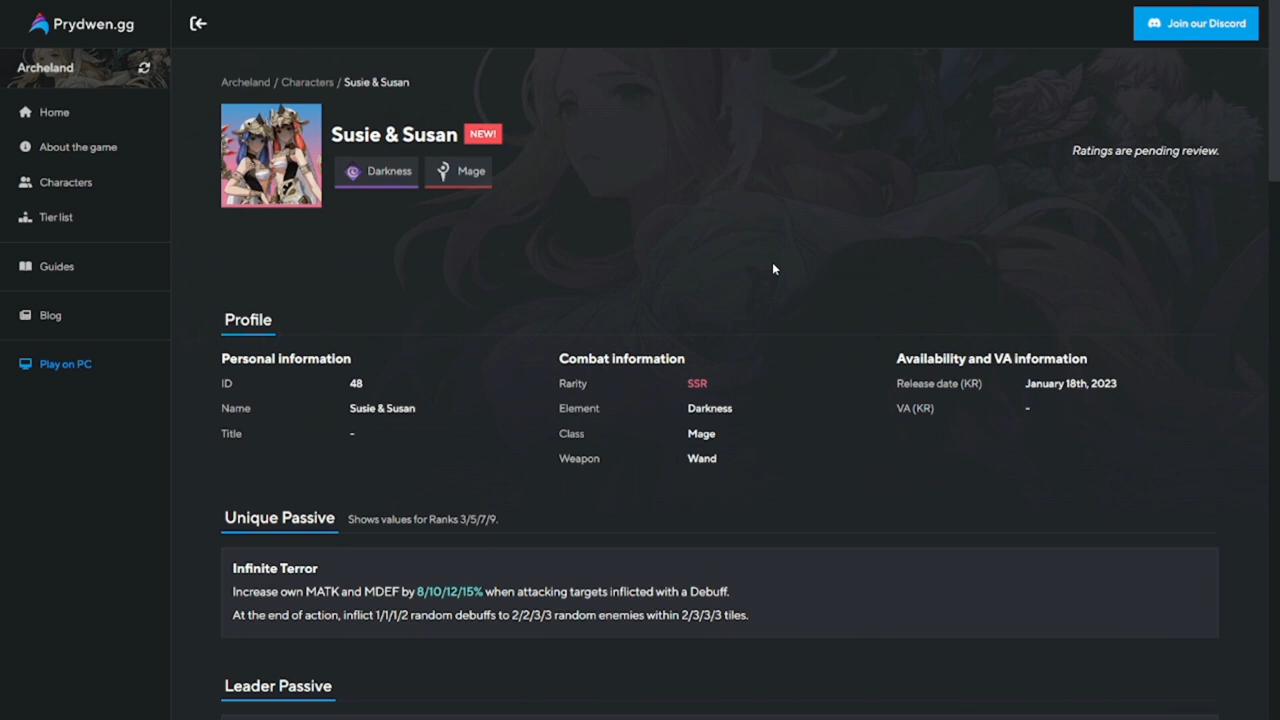 Prydwen.gg
Join our Discord
Archeland
Home
About the game
Characters
Tier list
Guides
Blog
Play on PC
Archeland / Characters / Susie & Susan
Susie & Susan NEW!
Darkness Mage
Ratings are pending review.
Profile
Personal information
ID 48
Name Susie & Susan
Title -
Combat information
Rarity SSR
Element Darkness
Class Mage
Weapon Wand
Availability and VA information
Release date (KR) January 18th, 2023
VA (KR) -
Unique Passive Shows values for Ranks 3/5/7/9.
Infinite Terror
Increase own MATK and MDEF by 8/10/12/15% when attacking targets inflicted with a Debuff.
At the end of action, inflict 1/1/1/2 random debuffs to 2/2/3/3 random enemies within 2/3/3/3 tiles.
Leader Passive